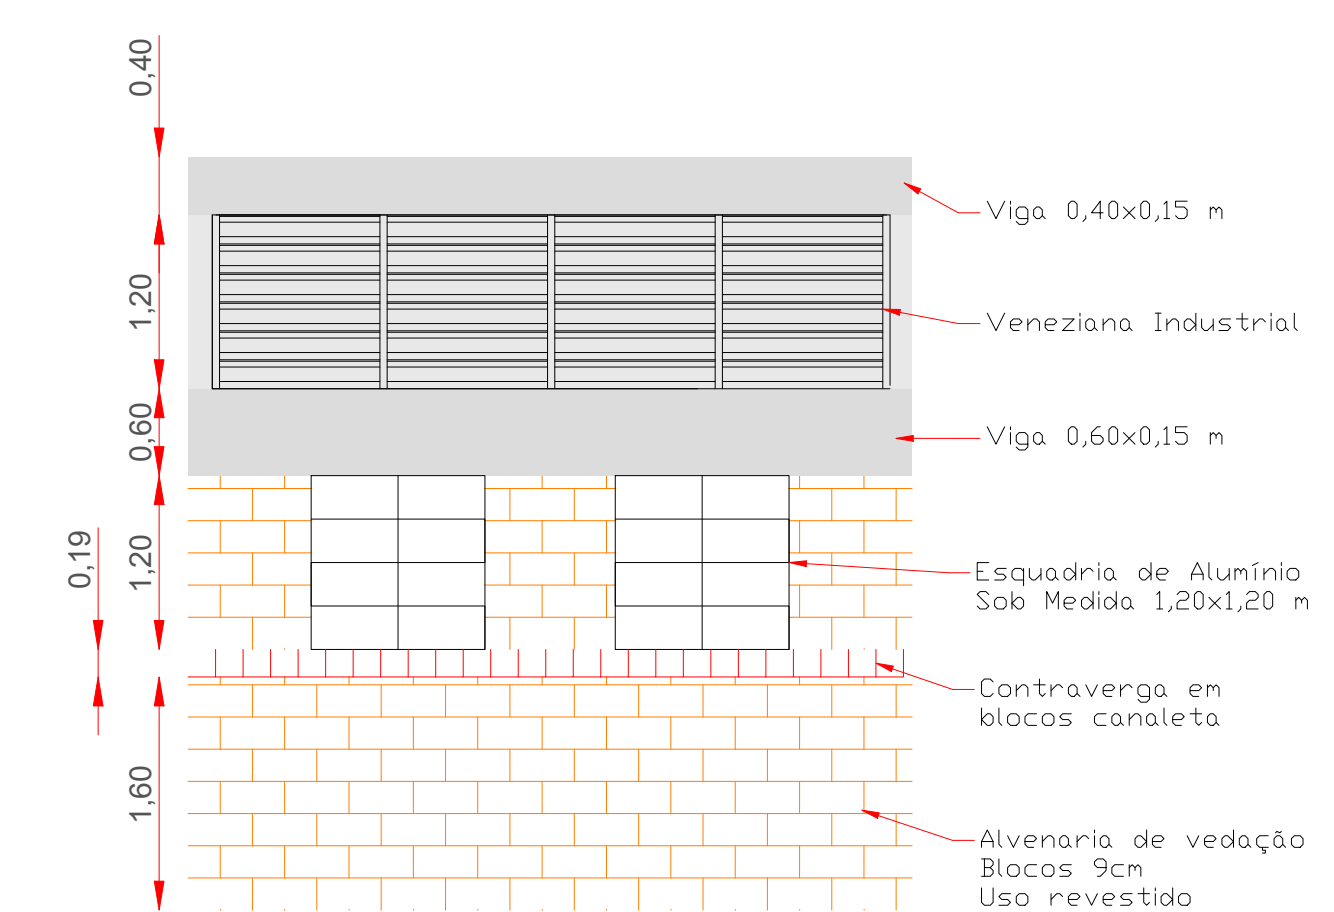 0,40
Viga 0,40x0,15 m
1,20
Veneziana Industrial
0,60
Viga 0,60x0,15 m
0,19
1,20
Esquadria de Alumínio
Sob Medida 1,20x1,20 m
Contraverga em
blocos canaleta
1,60
Alvenaria de vedação
Blocos 9cm
Uso revestido